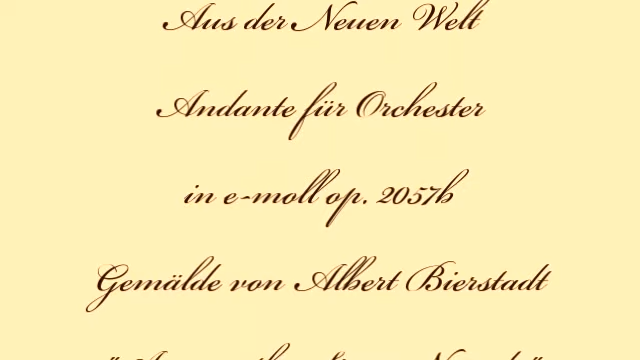 Aus der Neuen Welt
Andante für Orchester
in e-moll op. 2057b
Gemälde von Albert Bierstadt